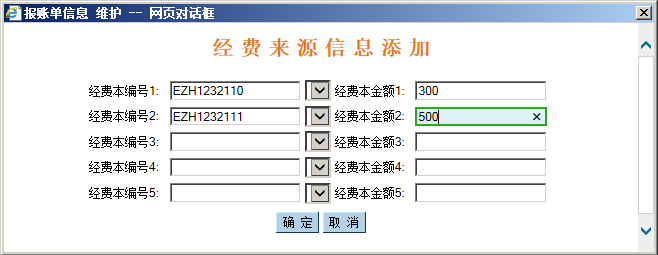 报账单信息 维护 -- 网页对话框
经费来源信息添加
经费本编号1: EZH1232110 经费本金额1: 300
经费本编号2: EZH1232111 经费本金额2: 500
经费本编号3: 经费本金额3:
经费本编号4: 经费本金额4:
经费本编号5: 经费本金额5:
确 定 取 消